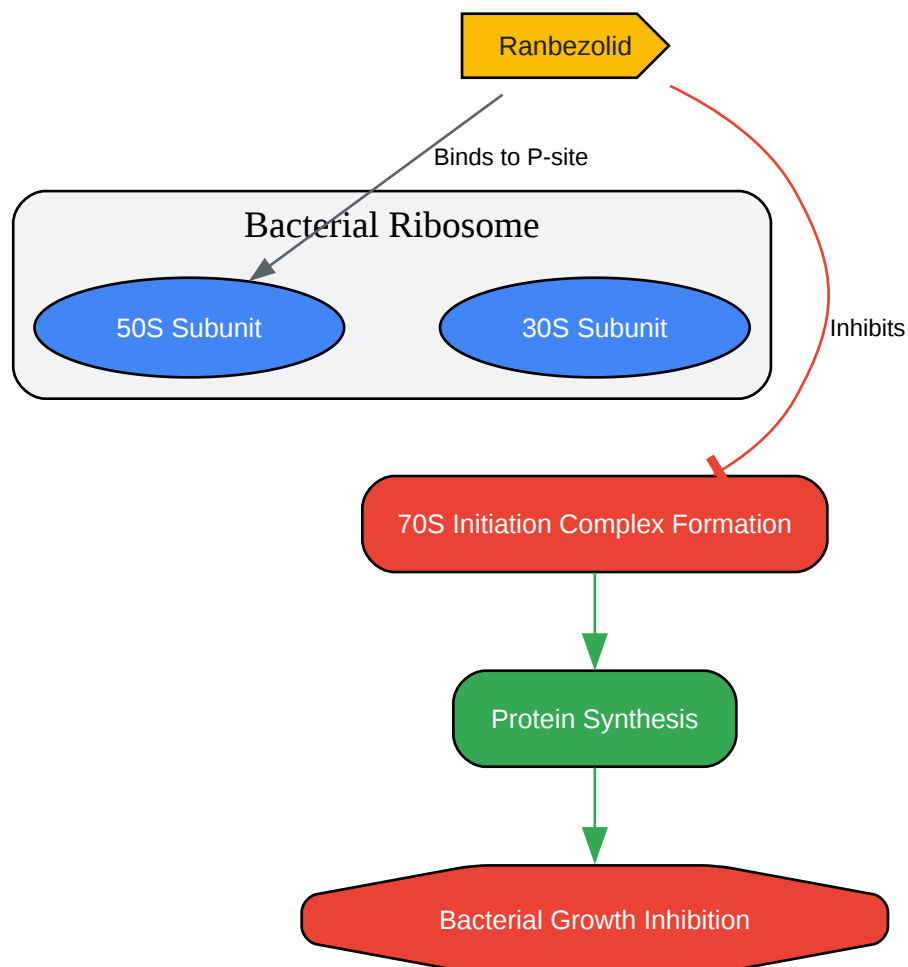 Ranbezolid
Binds to P-site
Bacterial Ribosome
50S Subunit
30S Subunit
Inhibits
70S Initiation Complex Formation
Protein Synthesis
Bacterial Growth Inhibition